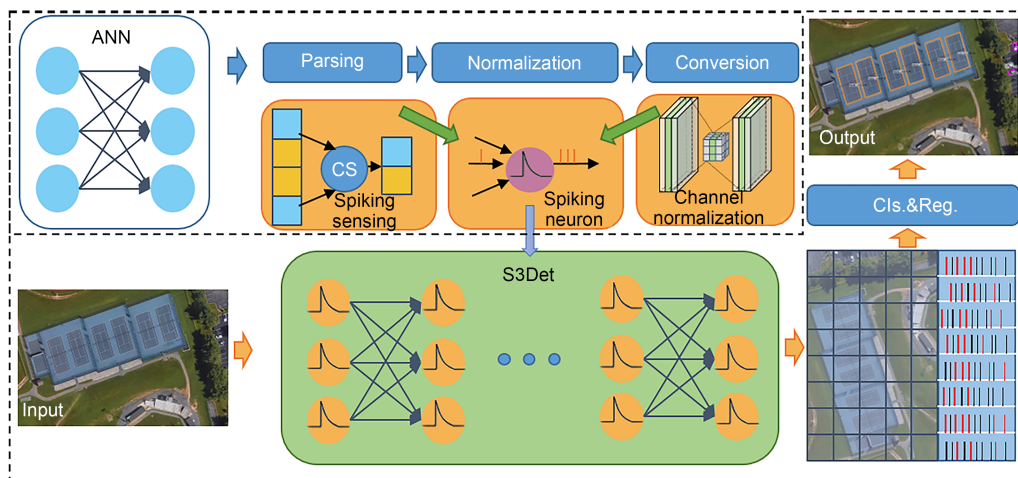 ANN
Parsing
Normalization
Conversion
CS
Spiking
sensing
Spiking
neuron
Channel
normalization
Output
Cls.&Reg.
S3Det
Input